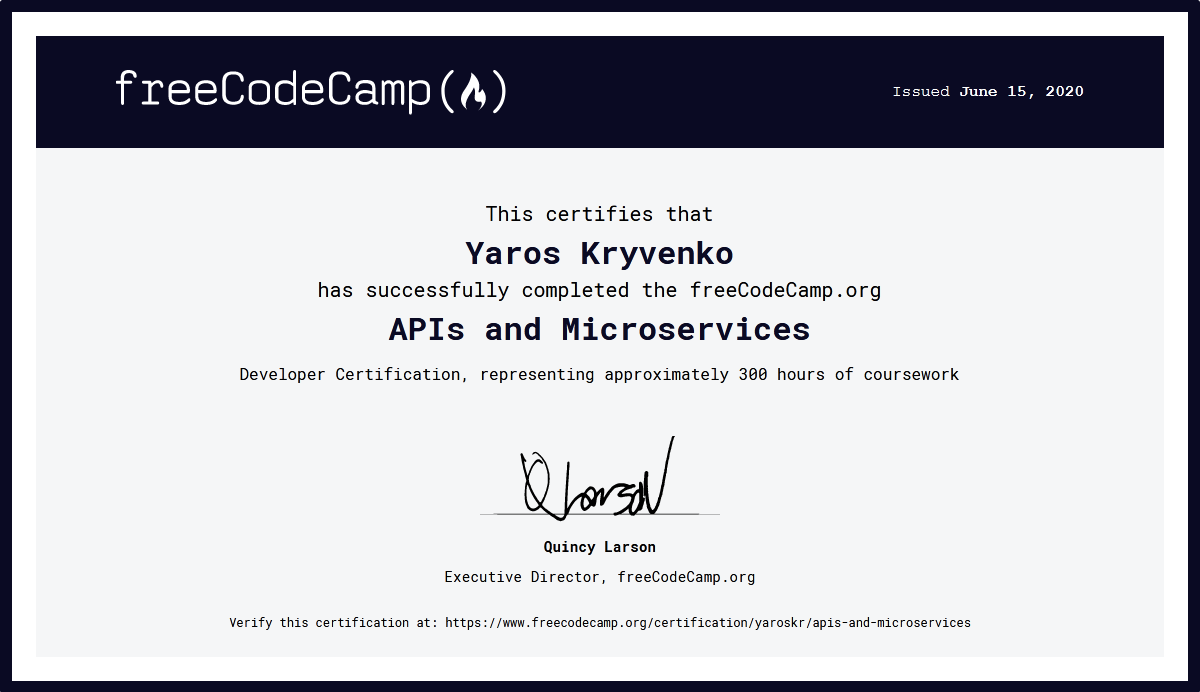 freeCodeCamp(🔥)
Issued June 15, 2020
This certifies that
Yaros Kryvenko
has successfully completed the freeCodeCamp.org
APIs and Microservices
Developer Certification, representing approximately 300 hours of coursework
Q Larson
Quincy Larson
Executive Director, freeCodeCamp.org
Verify this certification at: https://www.freecodecamp.org/certification/yaroskr/apis-and-microservices